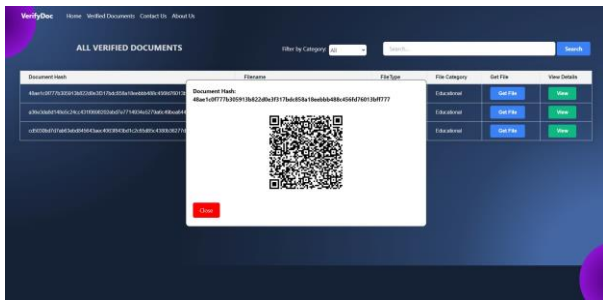 VerifyDoc Home Verified Documents Contact Us About Us
ALL VERIFIED DOCUMENTS
Filter by Category: All
Search...
Search
Document Hash Filename FileType File Category Get File View Details
Educational Get File View
Educational Get File View
Educational Get File View
Document Hash:
Close